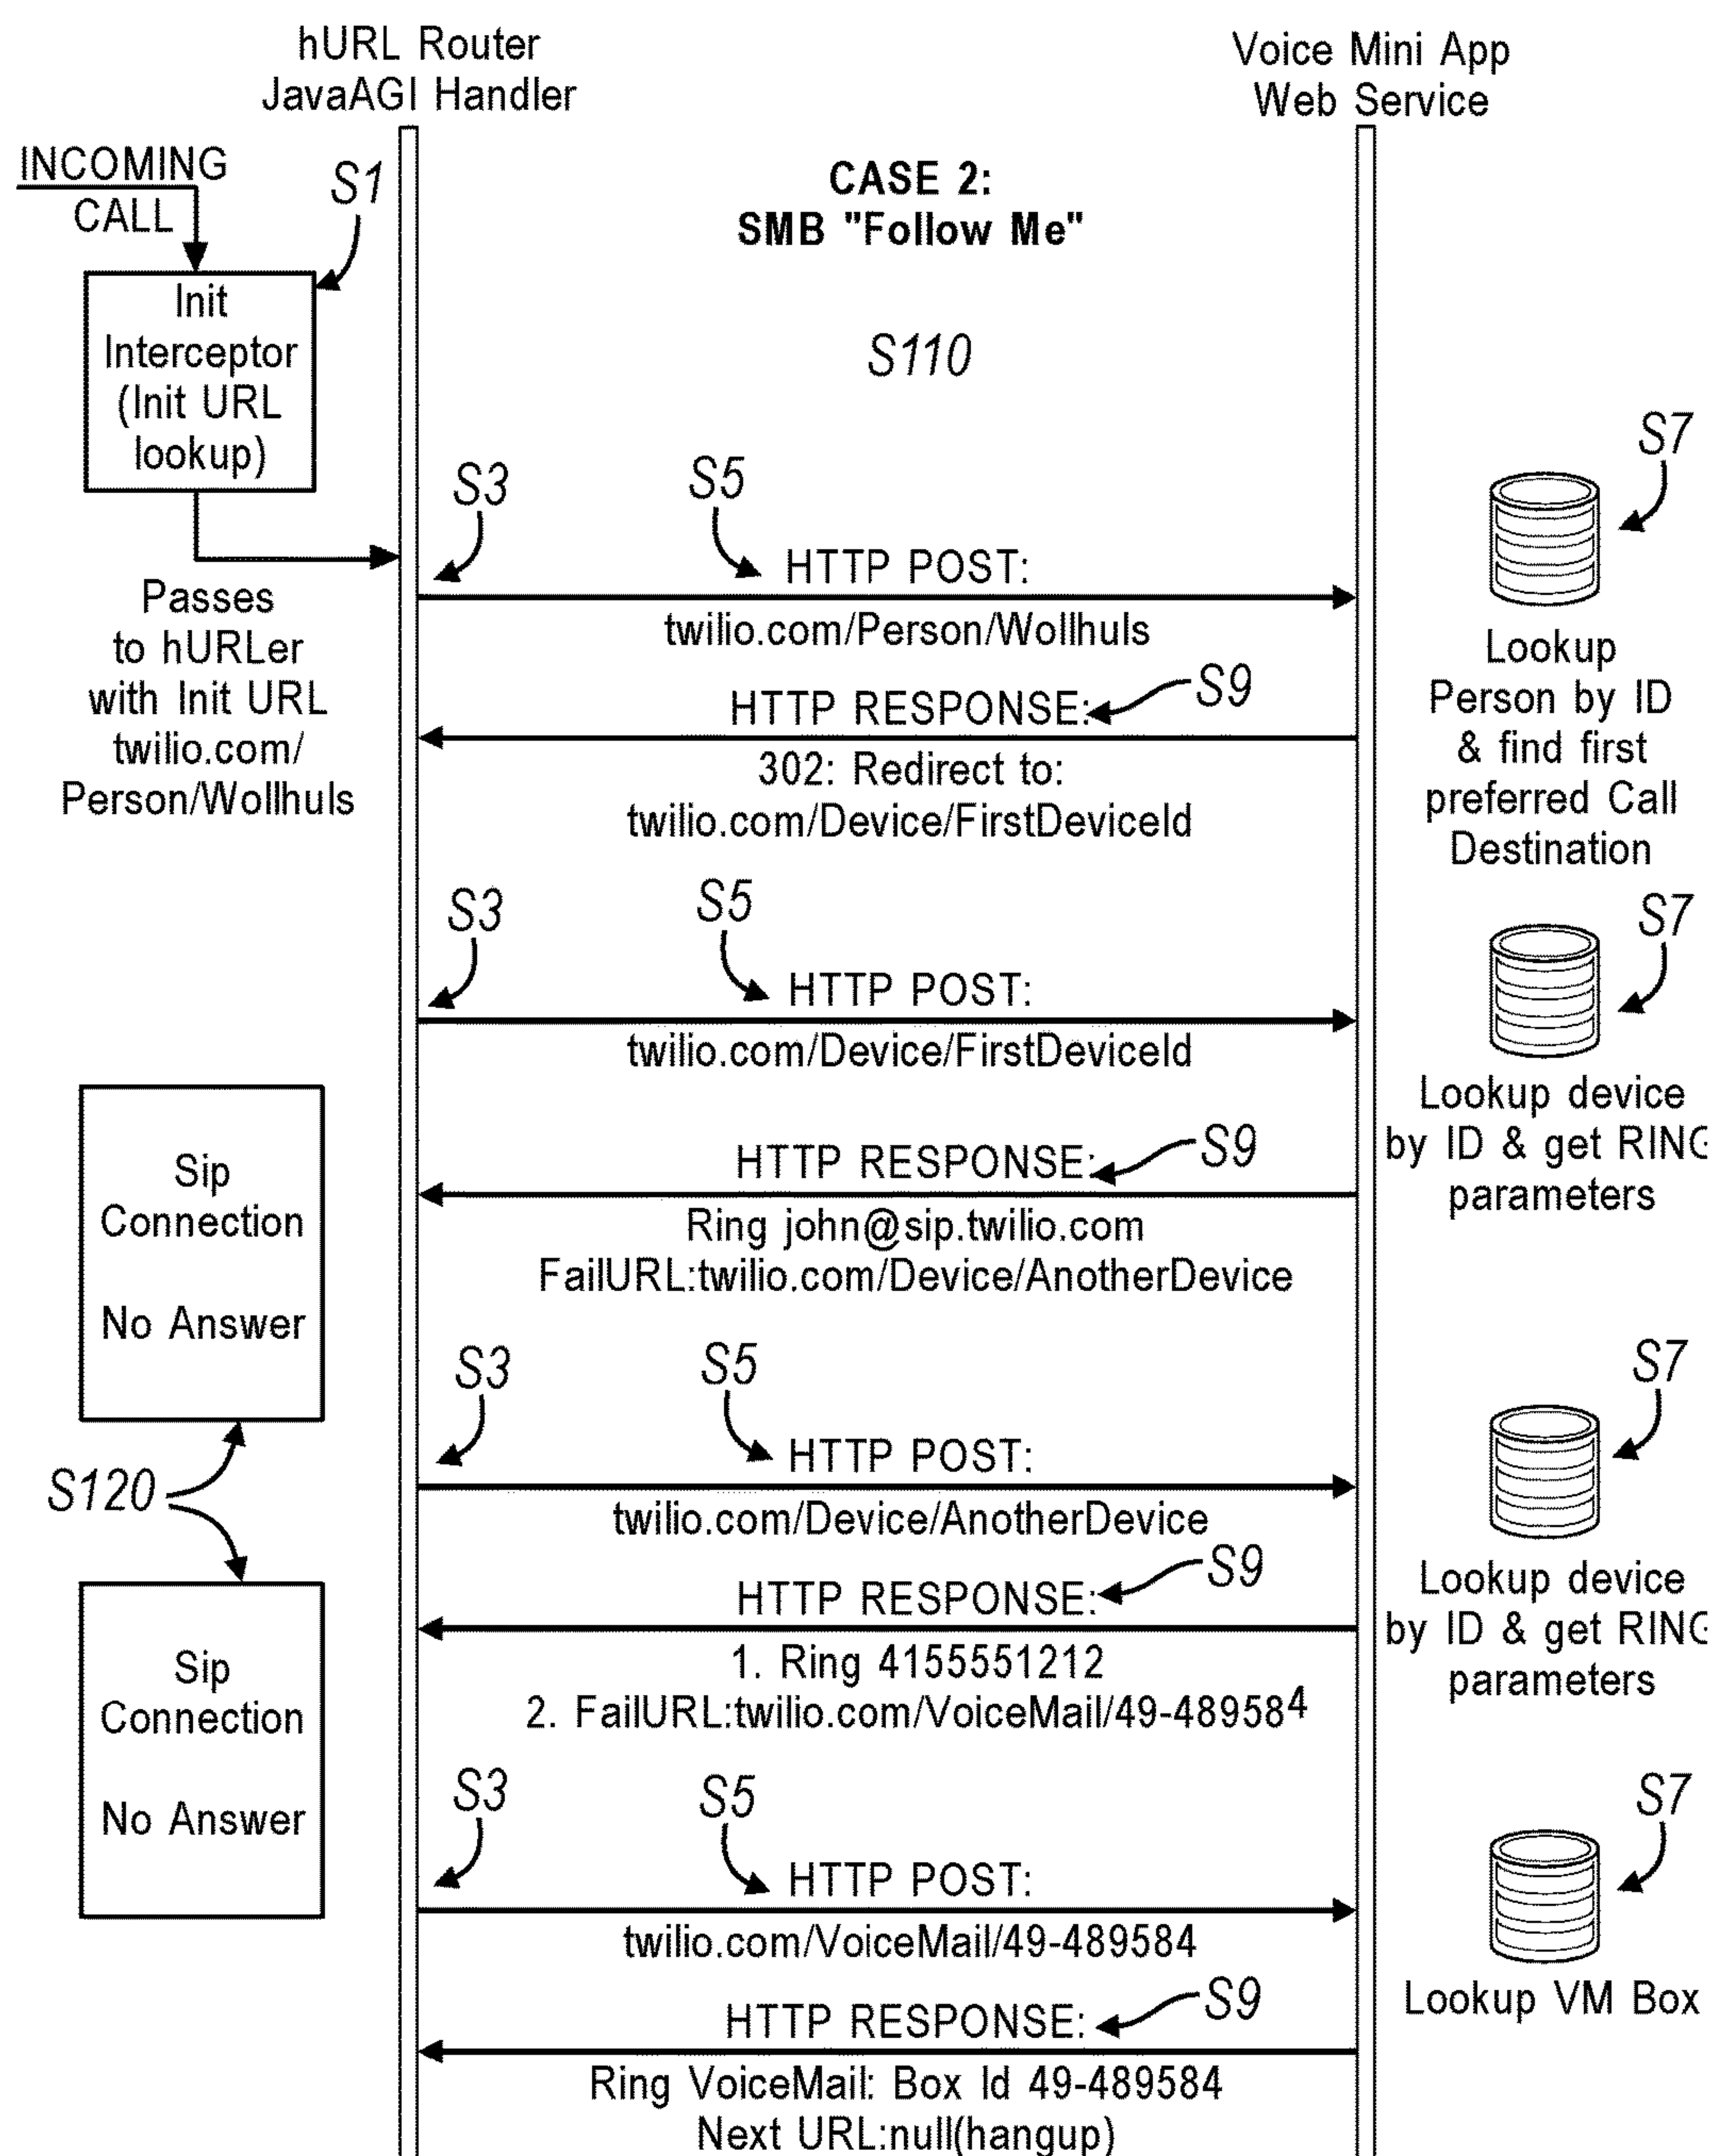 hURL Router
JavaAGI Handler
Voice Mini App
Web Service
INCOMING
CALL
S1
CASE 2:
SMB "Follow Me"
Init
Interceptor
(Init URL
lookup)
S110
S7
S3
S5
HTTP POST:
twilio.com/Person/Wollhuls
Passes
to hURLer
with Init URL
twilio.com/
Person/Wollhuls
Lookup
Person by ID
& find first
preferred Call
Destination
HTTP RESPONSE:
S9
302: Redirect to:
twilio.com/Device/FirstDeviceId
S3
S5
S7
HTTP POST:
twilio.com/Device/FirstDeviceId
Lookup device
by ID & get RING
parameters
Sip
Connection
No Answer
HTTP RESPONSE:
S9
Ring john@sip.twilio.com
FailURL:twilio.com/Device/AnotherDevice
S3
S5
S7
HTTP POST:
S120
twilio.com/Device/AnotherDevice
HTTP RESPONSE:
S9
Lookup device
by ID & get RING
parameters
1. Ring 4155551212
2. FailURL:twilio.com/VoiceMail/49-489584
Sip
Connection
No Answer
S3
S5
S7
HTTP POST:
twilio.com/VoiceMail/49-489584
Lookup VM Box
HTTP RESPONSE:
S9
Ring VoiceMail: Box Id 49-489584
Next URL:null(hangup)